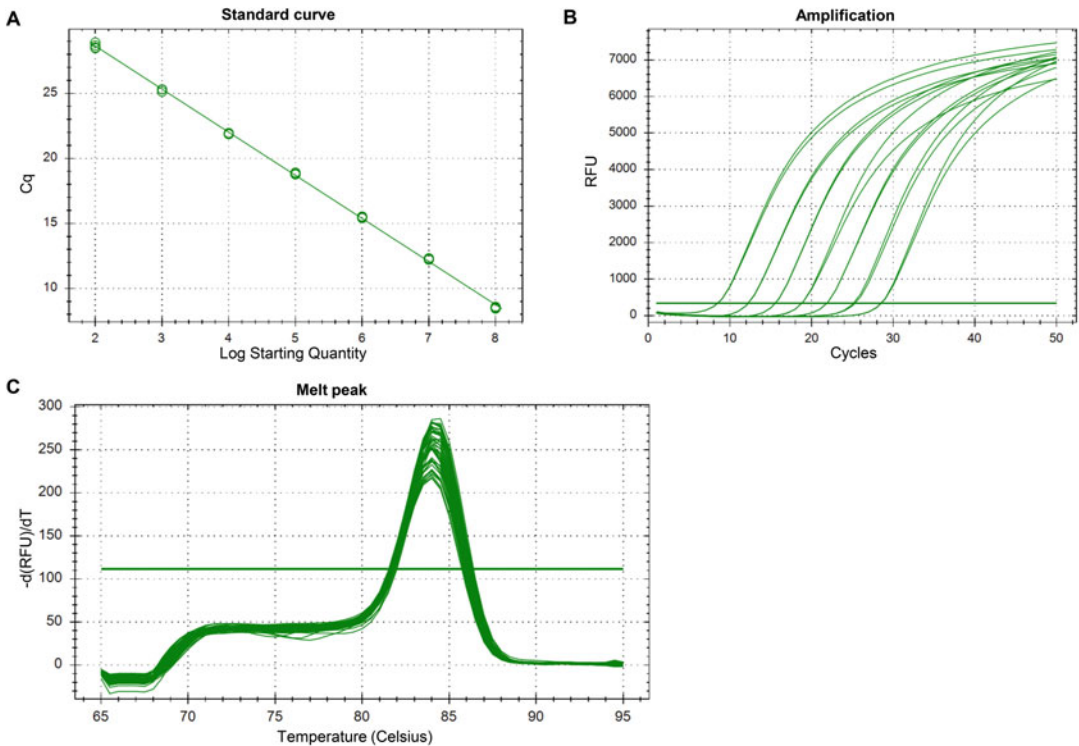 A
Standard curve
25
20
15
10
Cq
2 3 4 5 6 7 8
Log Starting Quantity
B
Amplification
7000
6000
5000
4000
3000
2000
1000
0
RFU
0 10 20 30 40 50
Cycles
C
Melt peak
300
250
200
150
100
50
0
-d(RFU)/dT
65 70 75 80 85 90 95
Temperature (Celsius)